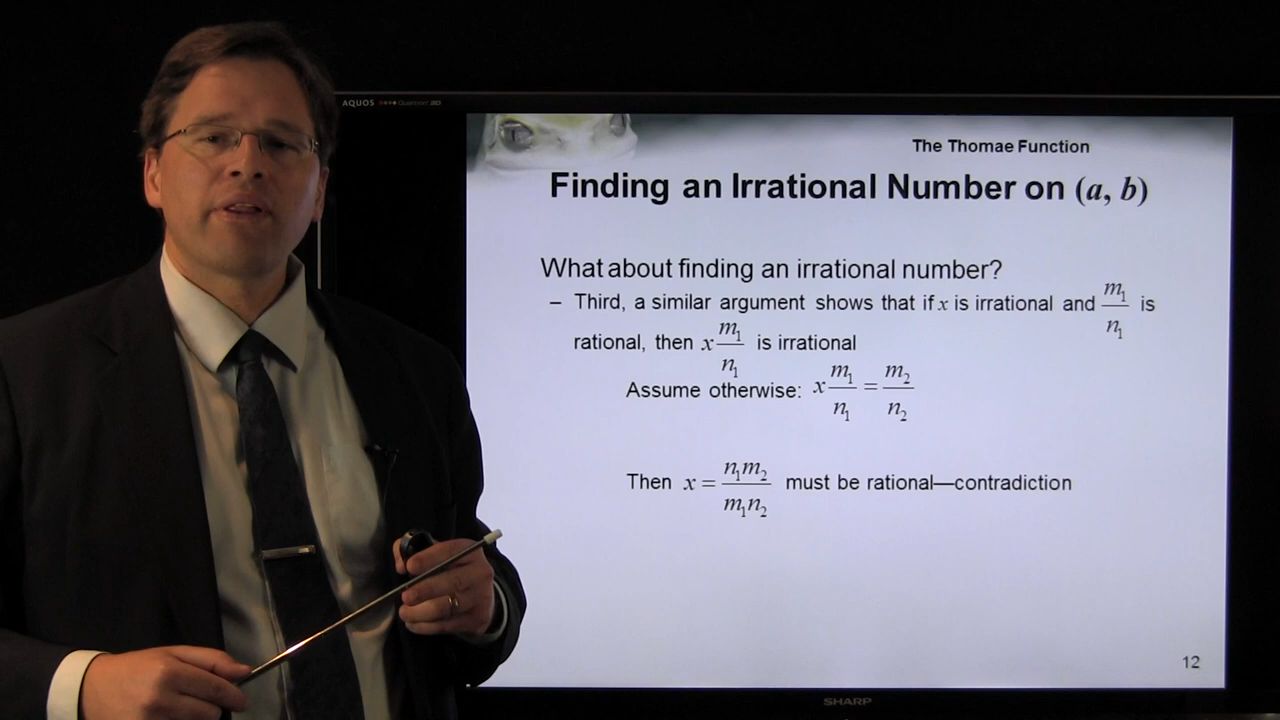 AQUOS Quattron 3D
The Thomae Function
Finding an Irrational Number on (a, b)
What about finding an irrational number?
– Third, a similar argument shows that if x is irrational and m₁/n₁ is
rational, then x m₁/n₁ is irrational
Assume otherwise: x m₁/n₁ = m₂/n₂
Then x = n₁m₂/m₁n₂ must be rational—contradiction
12
SHARP